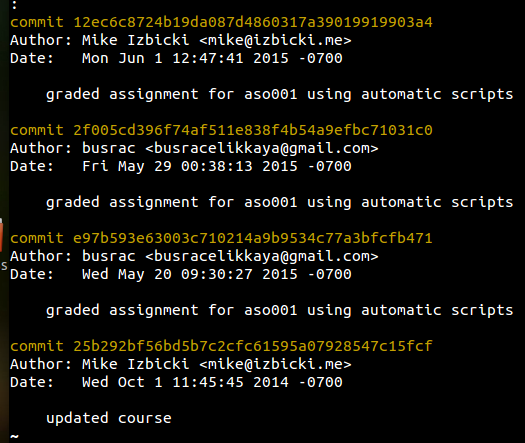 :
commit 12ec6c8724b19da087d4860317a39019919903a4
Author: Mike Izbicki <mike@izbicki.me>
Date:   Mon Jun 1 12:47:41 2015 -0700
graded assignment for aso001 using automatic scripts
commit 2f005cd396f74af511e838f4b54a9efbc71031c0
Author: busrac <busracelikkaya@gmail.com>
Date:   Fri May 29 00:38:13 2015 -0700
graded assignment for aso001 using automatic scripts
commit e97b593e63003c710214a9b9534c77a3bfcfb471
Author: busrac <busracelikkaya@gmail.com>
Date:   Wed May 20 09:30:27 2015 -0700
graded assignment for aso001 using automatic scripts
commit 25b292bf56bd5b7c2cfc61595a07928547c15fcf
Author: Mike Izbicki <mike@izbicki.me>
Date:   Wed Oct 1 11:45:45 2014 -0700
updated course
~